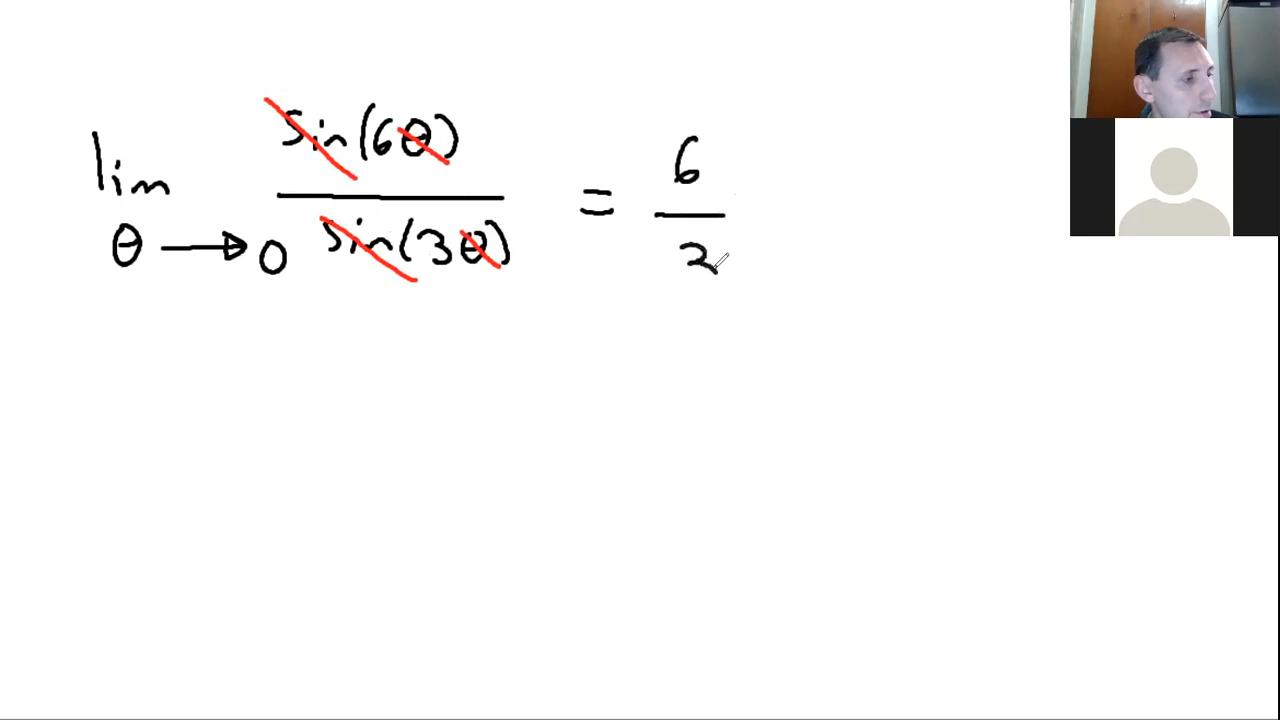 lim θ → 0 sin(6θ) / sin(3θ) = 6 / 2